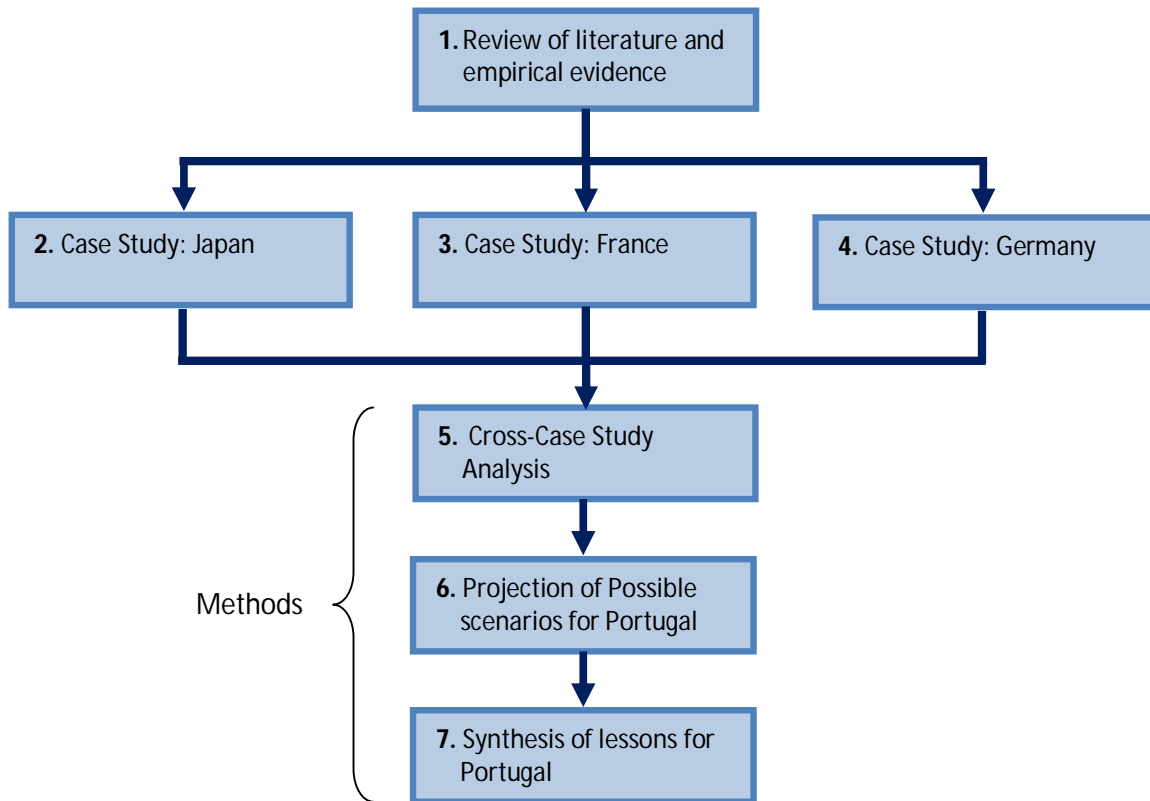 1. Review of literature and
empirical evidence
2. Case Study: Japan
3. Case Study: France
4. Case Study: Germany
5. Cross-Case Study
Analysis
Methods
6. Projection of Possible
scenarios for Portugal
7. Synthesis of lessons for
Portugal